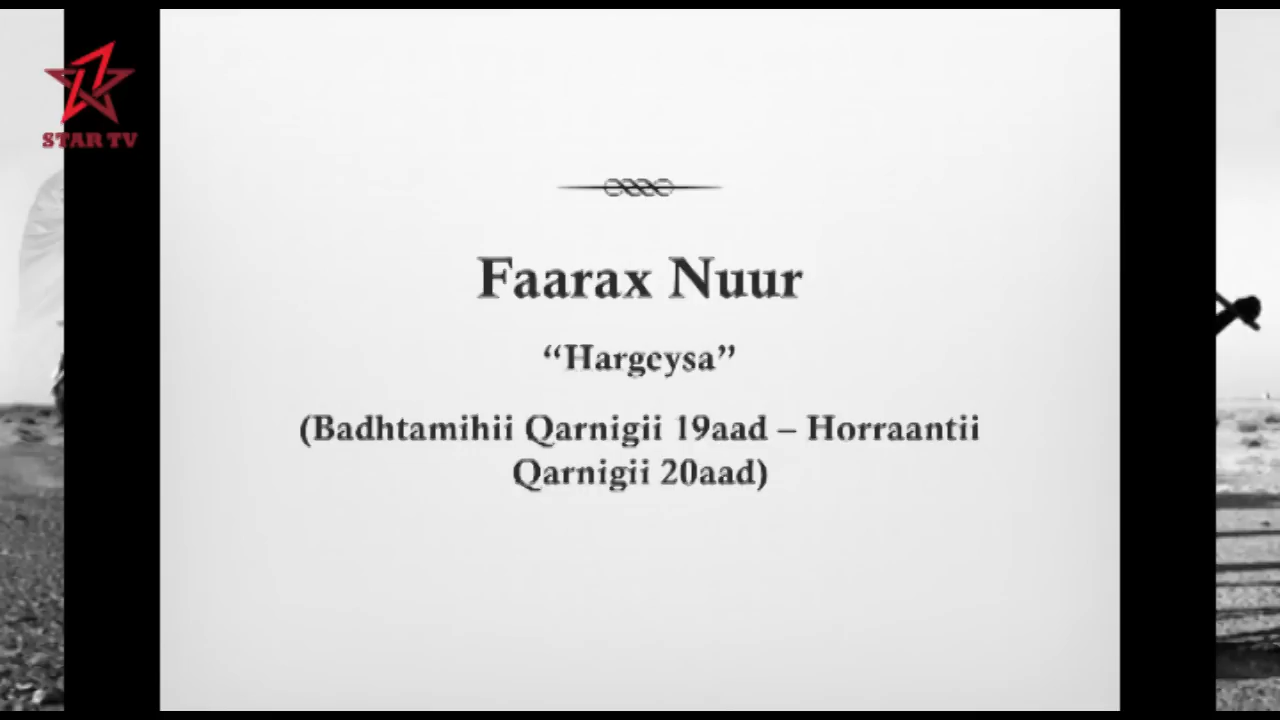 STAR TV
Faarax Nuur
“Hargeysa”
(Badhtamihii Qarnigii 19aad – Horraantii
Qarnigii 20aad)